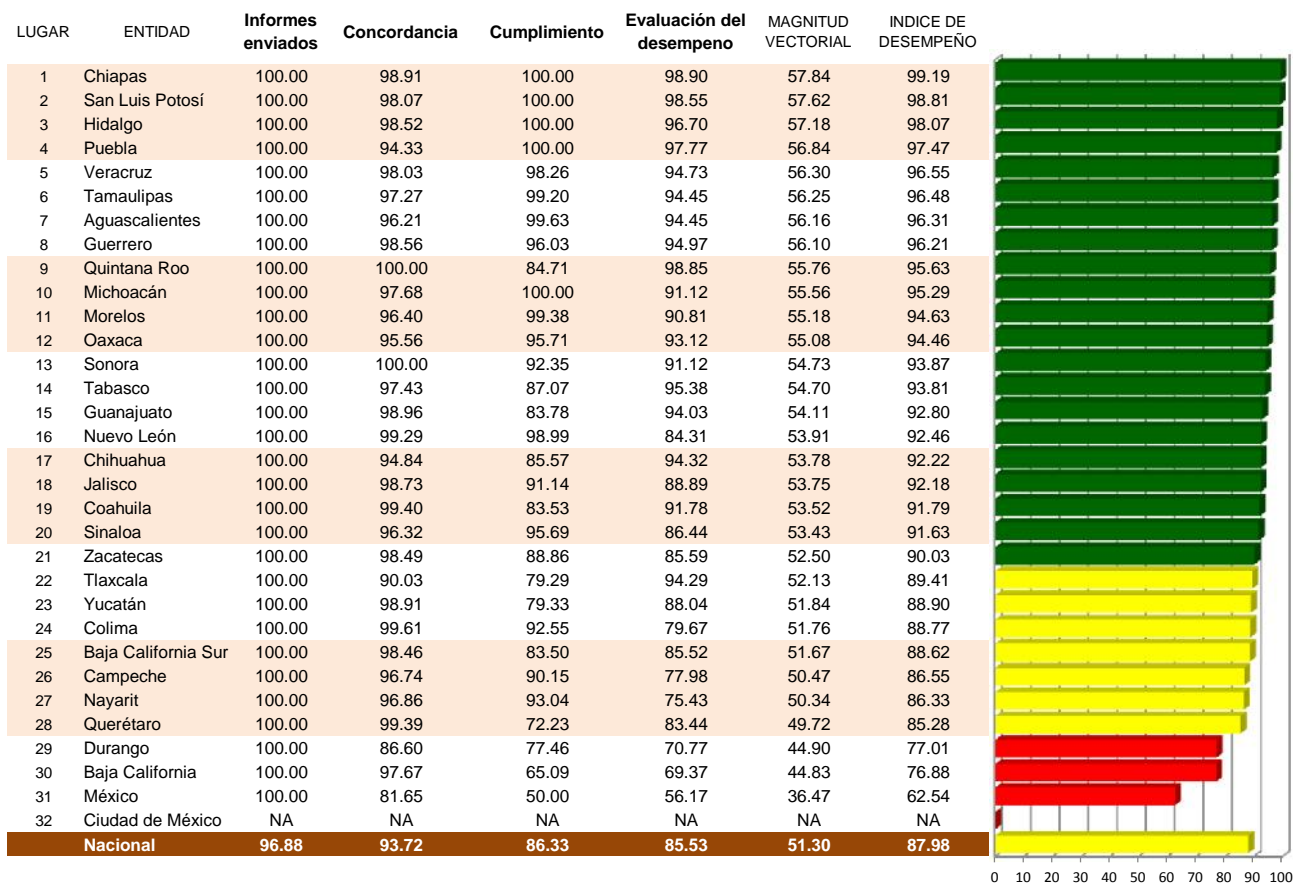 LUGAR ENTIDAD Informes enviados Concordancia Cumplimiento Evaluación del desempeno MAGNITUD VECTORIAL INDICE DE DESEMPEÑO
1 Chiapas 100.00 98.91 100.00 98.90 57.84 99.19
2 San Luis Potosí 100.00 98.07 100.00 98.55 57.62 98.81
3 Hidalgo 100.00 98.52 100.00 96.70 57.18 98.07
4 Puebla 100.00 94.33 100.00 97.77 56.84 97.47
5 Veracruz 100.00 98.03 98.26 94.73 56.30 96.55
6 Tamaulipas 100.00 97.27 99.20 94.45 56.25 96.48
7 Aguascalientes 100.00 96.21 99.63 94.45 56.16 96.31
8 Guerrero 100.00 98.56 96.03 94.97 56.10 96.21
9 Quintana Roo 100.00 100.00 84.71 98.85 55.76 95.63
10 Michoacán 100.00 97.68 100.00 91.12 55.56 95.29
11 Morelos 100.00 96.40 99.38 90.81 55.18 94.63
12 Oaxaca 100.00 95.56 95.71 93.12 55.08 94.46
13 Sonora 100.00 100.00 92.35 91.12 54.73 93.87
14 Tabasco 100.00 97.43 87.07 95.38 54.70 93.81
15 Guanajuato 100.00 98.96 83.78 94.03 54.11 92.80
16 Nuevo León 100.00 99.29 98.99 84.31 53.91 92.46
17 Chihuahua 100.00 94.84 85.57 94.32 53.78 92.22
18 Jalisco 100.00 98.73 91.14 88.89 53.75 92.18
19 Coahuila 100.00 99.40 83.53 91.78 53.52 91.79
20 Sinaloa 100.00 96.32 95.69 86.44 53.43 91.63
21 Zacatecas 100.00 98.49 88.86 85.59 52.50 90.03
22 Tlaxcala 100.00 90.03 79.29 94.29 52.13 89.41
23 Yucatán 100.00 98.91 79.33 88.04 51.84 88.90
24 Colima 100.00 99.61 92.55 79.67 51.76 88.77
25 Baja California Sur 100.00 98.46 83.50 85.52 51.67 88.62
26 Campeche 100.00 96.74 90.15 77.98 50.47 86.55
27 Nayarit 100.00 96.86 93.04 75.43 50.34 86.33
28 Querétaro 100.00 99.39 72.23 83.44 49.72 85.28
29 Durango 100.00 86.60 77.46 70.77 44.90 77.01
30 Baja California 100.00 97.67 65.09 69.37 44.83 76.88
31 México 100.00 81.65 50.00 56.17 36.47 62.54
32 Ciudad de México NA NA NA NA NA NA
Nacional 96.88 93.72 86.33 85.53 51.30 87.98
0 10 20 30 40 50 60 70 80 90 100